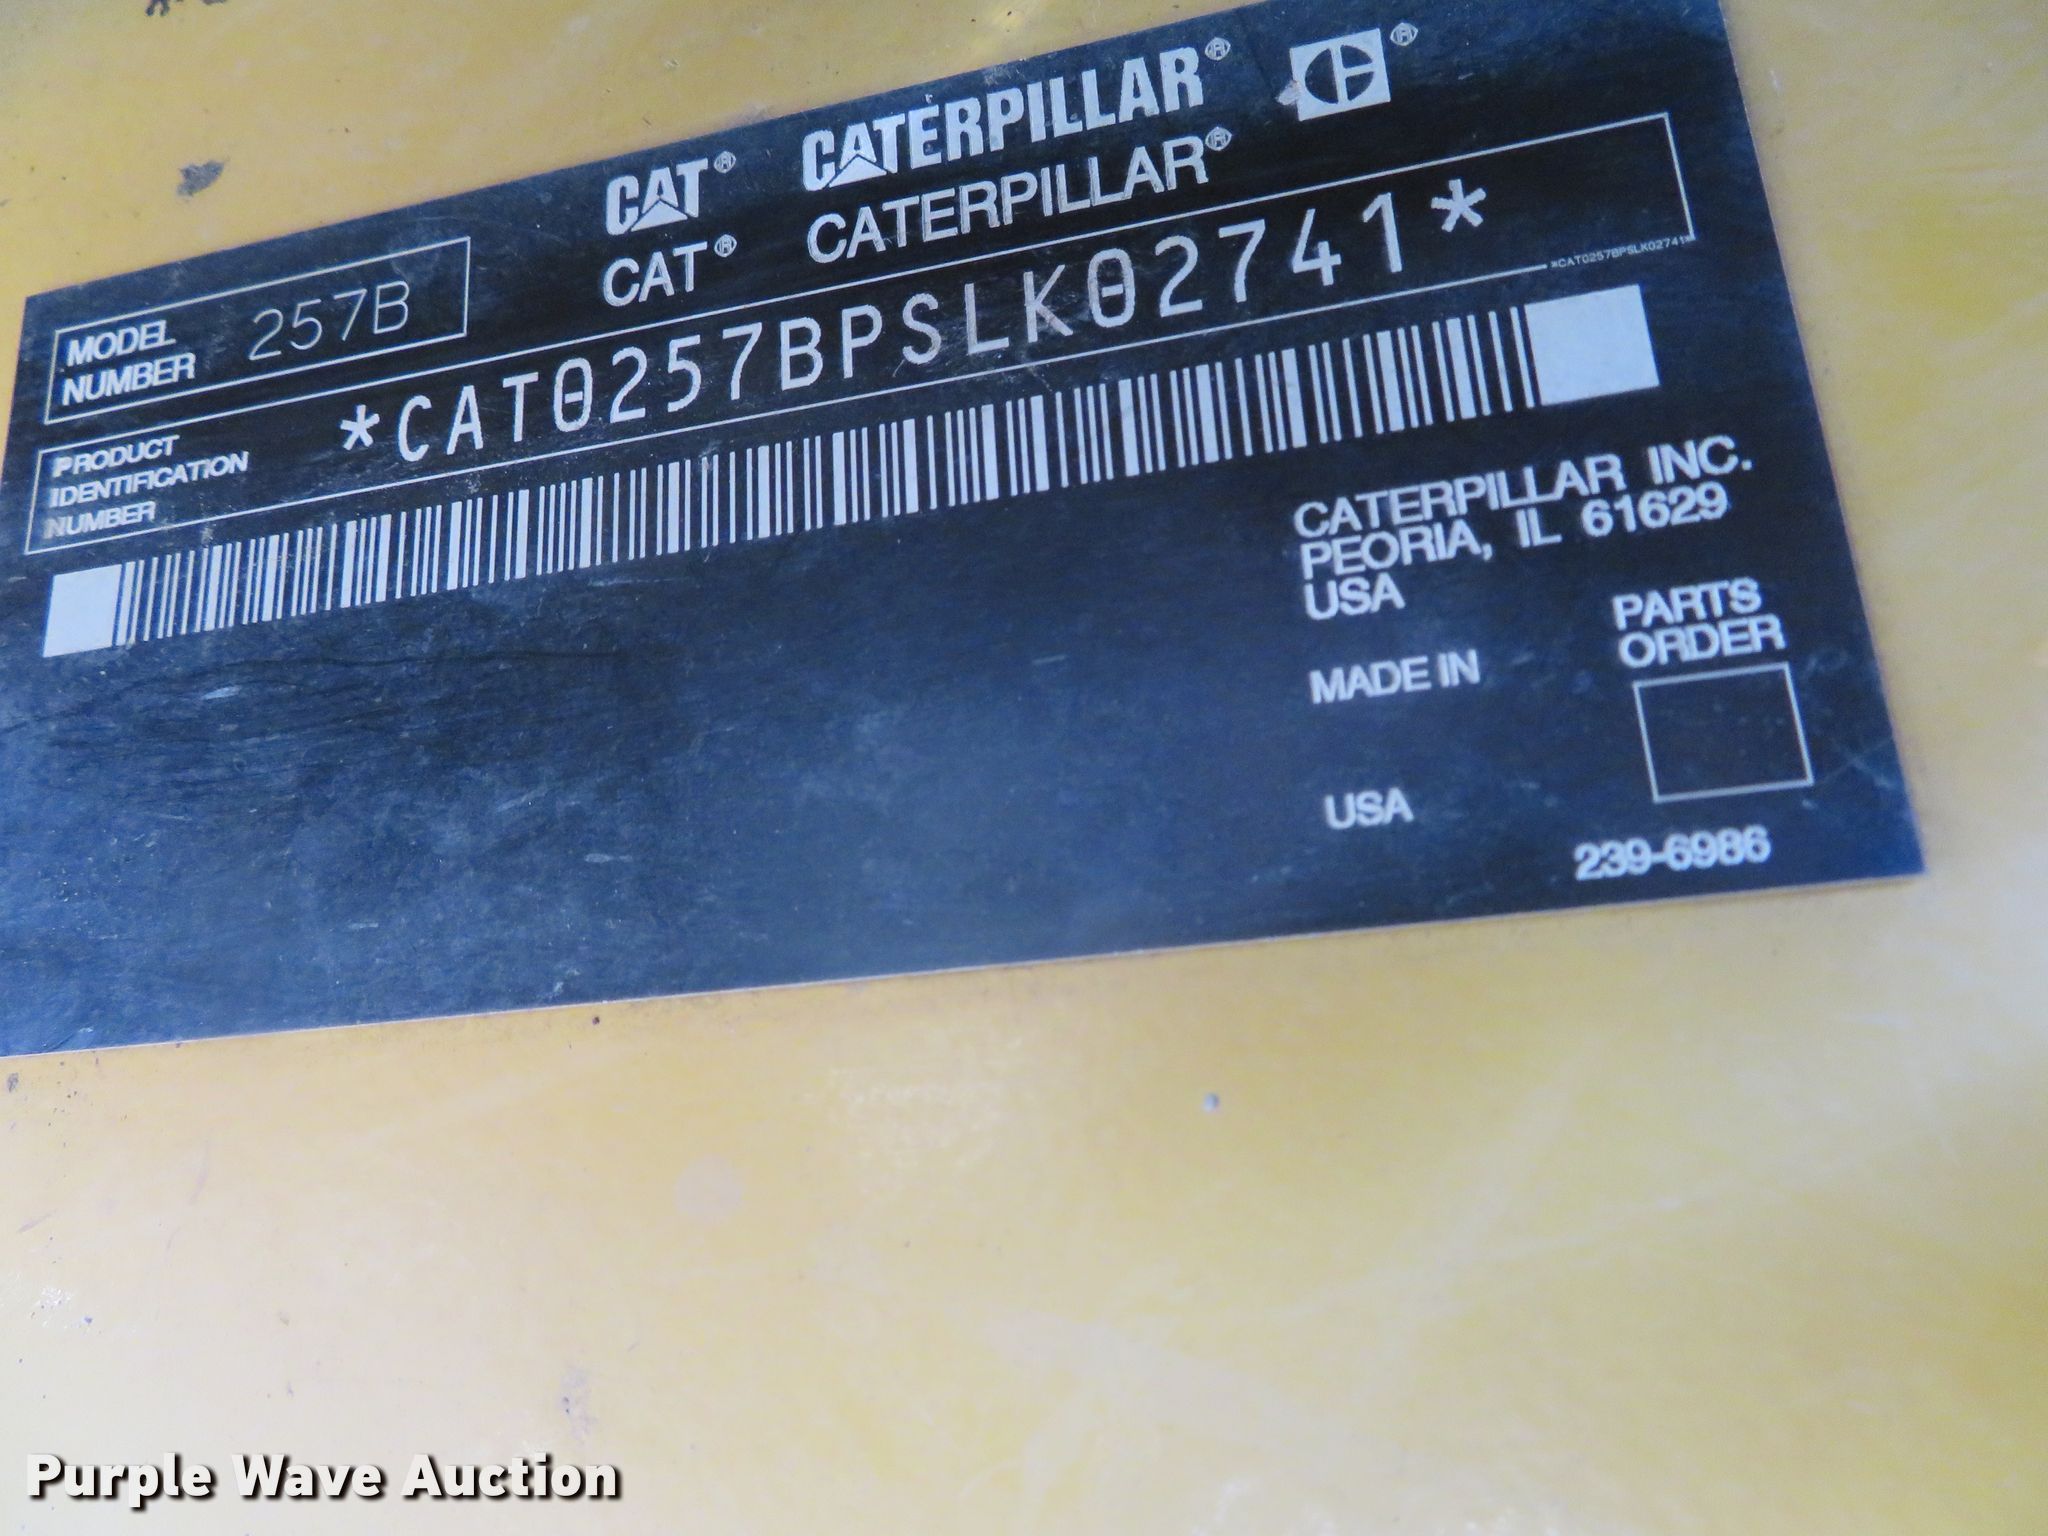 CAT® CATERPILLAR® ®
CAT® CATERPILLAR®
MODEL
NUMBER 257B
PRODUCT
IDENTIFICATION
NUMBER
*CAT0257BPSLK02741*
*CAT0257BPSLK02741*
CATERPILLAR INC.
PEORIA, IL 61629
USA
MADE IN
USA
PARTS
ORDER
239-6986
Purple Wave Auction